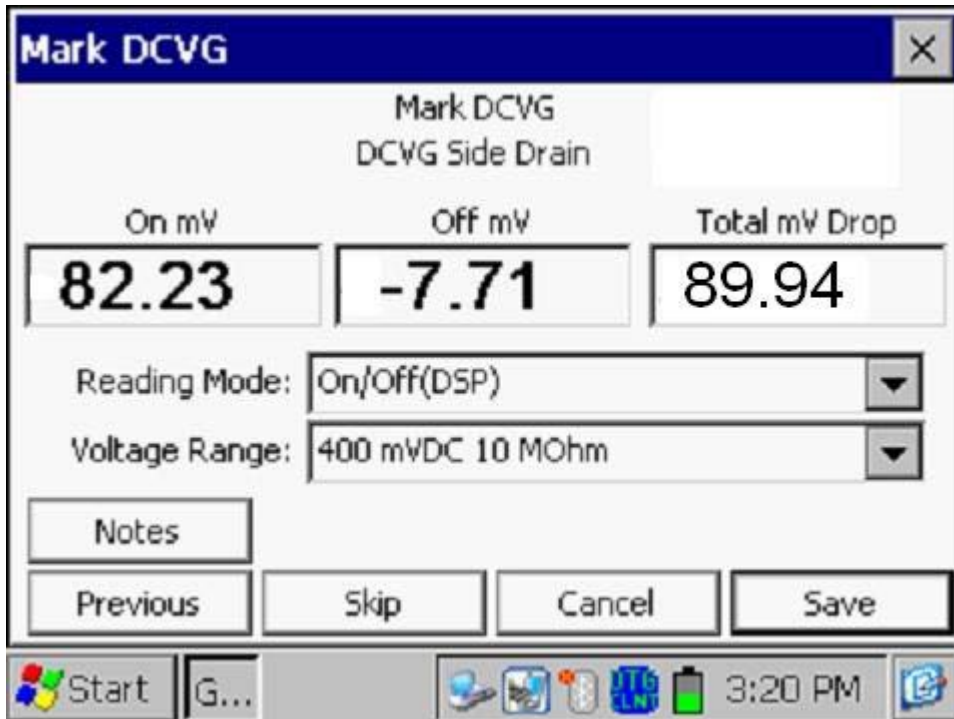 Mark DCVG
Mark DCVG
DCVG Side Drain
On mV Off mV Total mV Drop
82.23 -7.71 89.94
Reading Mode: On/Off(DSP)
Voltage Range: 400 mVDC 10 MOhm
Notes
Previous Skip Cancel Save
Start G... DTG CLNT 3:20 PM